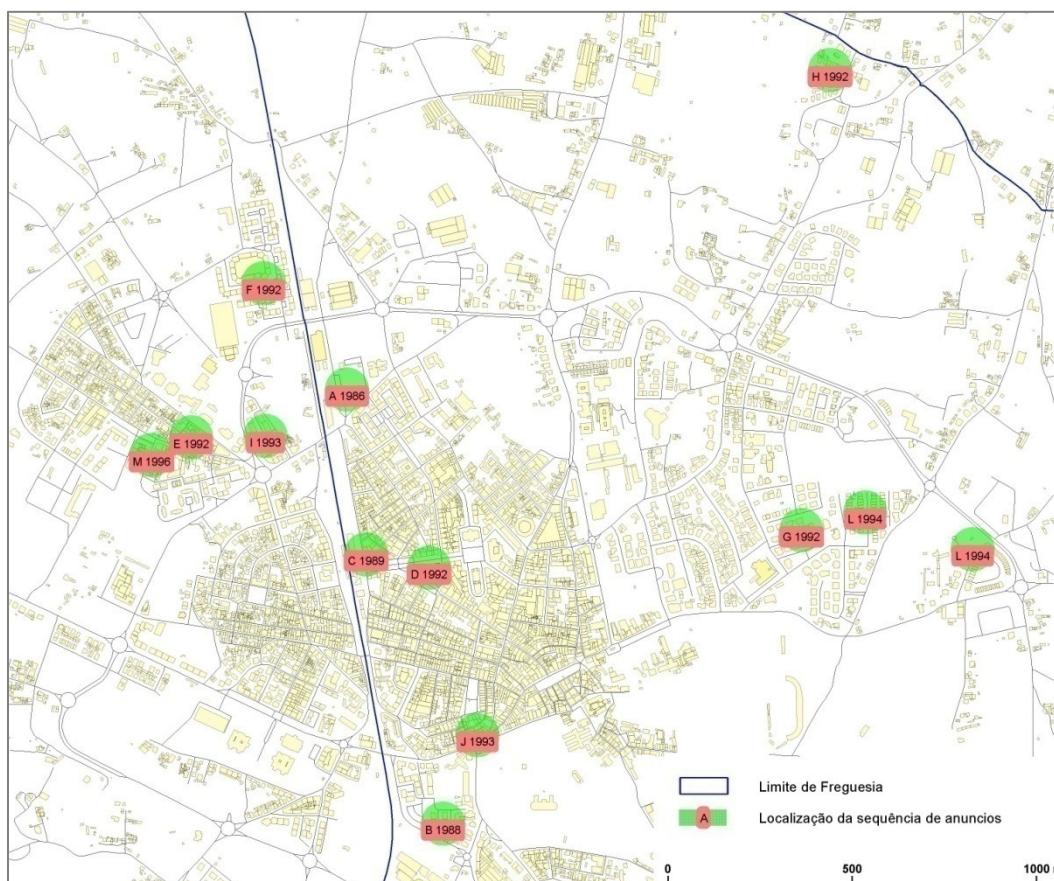 H 1992
F 1992
A 1986
E 1992
I 1993
M 1996
L 1994
G 1992
C 1989
L 1994
D 1992
J 1993
B 1988
Limite de Freguesia
A
Localização da sequência de anuncios
0 500 1000